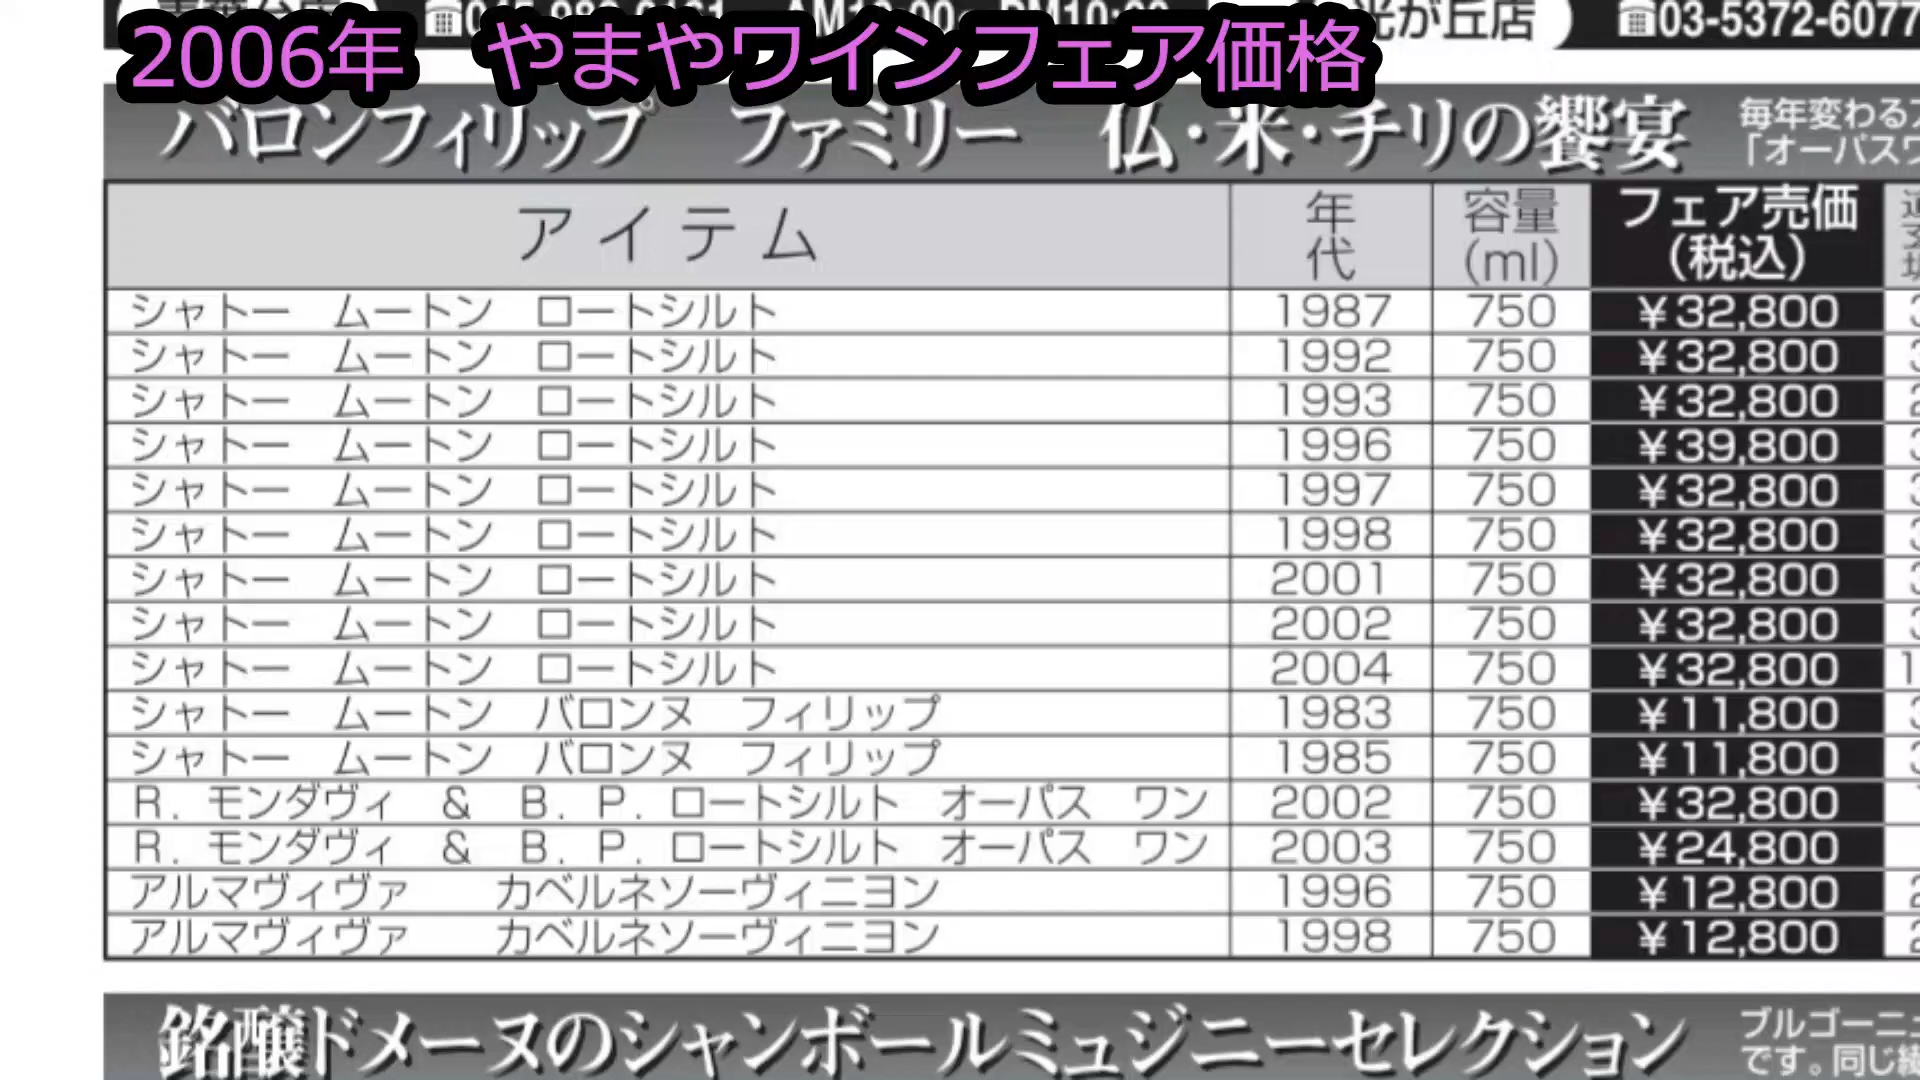 光が丘店 ☎03-5372-6077
2006年 やまやワインフェア価格
バロンフィリップ ファミリー 仏・米・チリの饗宴
毎年変わるア
「オーパスワ
アイテム 年代 容量(ml) フェア売価(税込)
シャトー ムートン ロートシルト 1987 750 ¥32,800
シャトー ムートン ロートシルト 1992 750 ¥32,800
シャトー ムートン ロートシルト 1993 750 ¥32,800
シャトー ムートン ロートシルト 1996 750 ¥39,800
シャトー ムートン ロートシルト 1997 750 ¥32,800
シャトー ムートン ロートシルト 1998 750 ¥32,800
シャトー ムートン ロートシルト 2001 750 ¥32,800
シャトー ムートン ロートシルト 2002 750 ¥32,800
シャトー ムートン ロートシルト 2004 750 ¥32,800
シャトー ムートン バロンヌ フィリップ 1983 750 ¥11,800
シャトー ムートン バロンヌ フィリップ 1985 750 ¥11,800
R. モンダヴィ & B. P. ロートシルト オーパス ワン 2002 750 ¥32,800
R. モンダヴィ & B. P. ロートシルト オーパス ワン 2003 750 ¥24,800
アルマヴィヴァ カベルネソーヴィニヨン 1996 750 ¥12,800
アルマヴィヴァ カベルネソーヴィニヨン 1998 750 ¥12,800
銘醸ドメーヌのシャンボールミュジニーセレクション
ブルゴーニュ
です。同じ